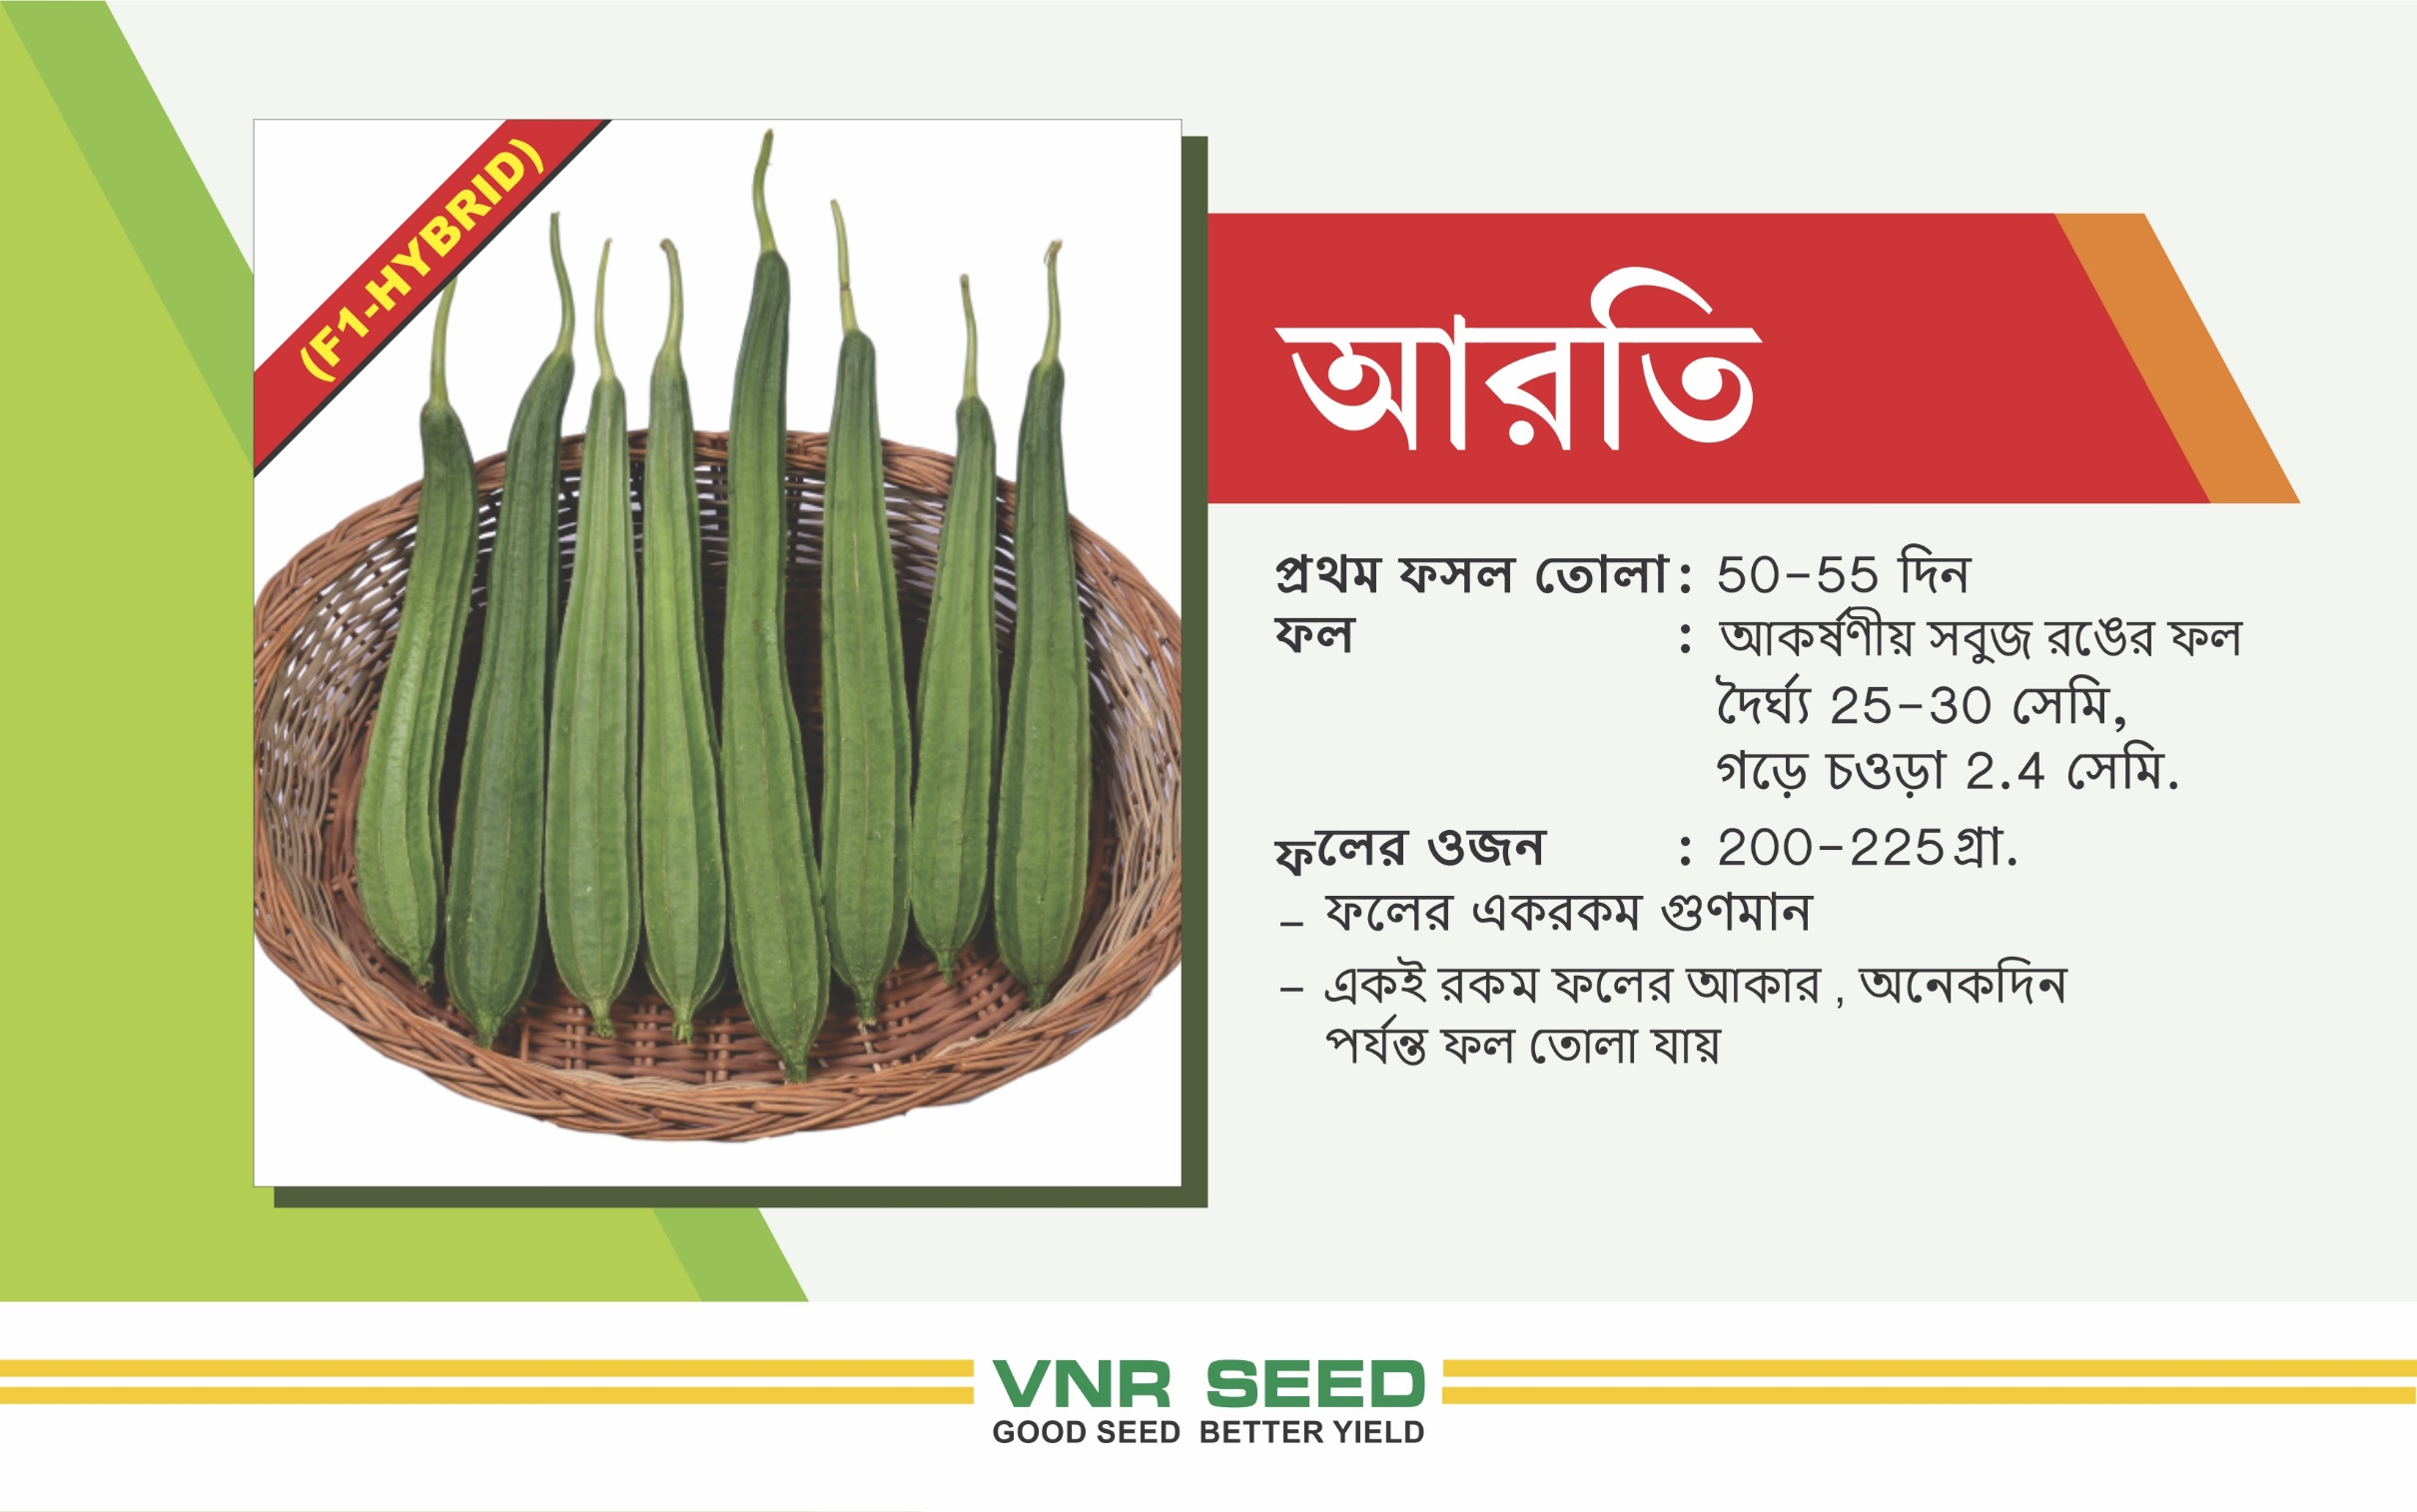 (F1-HYBRID))
আরতি
প্রথম ফসল তোলা : 50-55 দিন
ফল : আকর্ষনীয় সবুজ রঙের ফল
দৈর্ঘ্য 25-30 সেমি,
গড়ে চওড়া 2.4 সেমি.
ফলের ওজন : 200-225 গ্রা.
– ফলের একরকম গুণমান
– একই রকম ফলের আকার , অনেকদিন
পর্যন্ত ফল তোলা যায়
VNR SEED
GOOD SEED BETTER YIELD